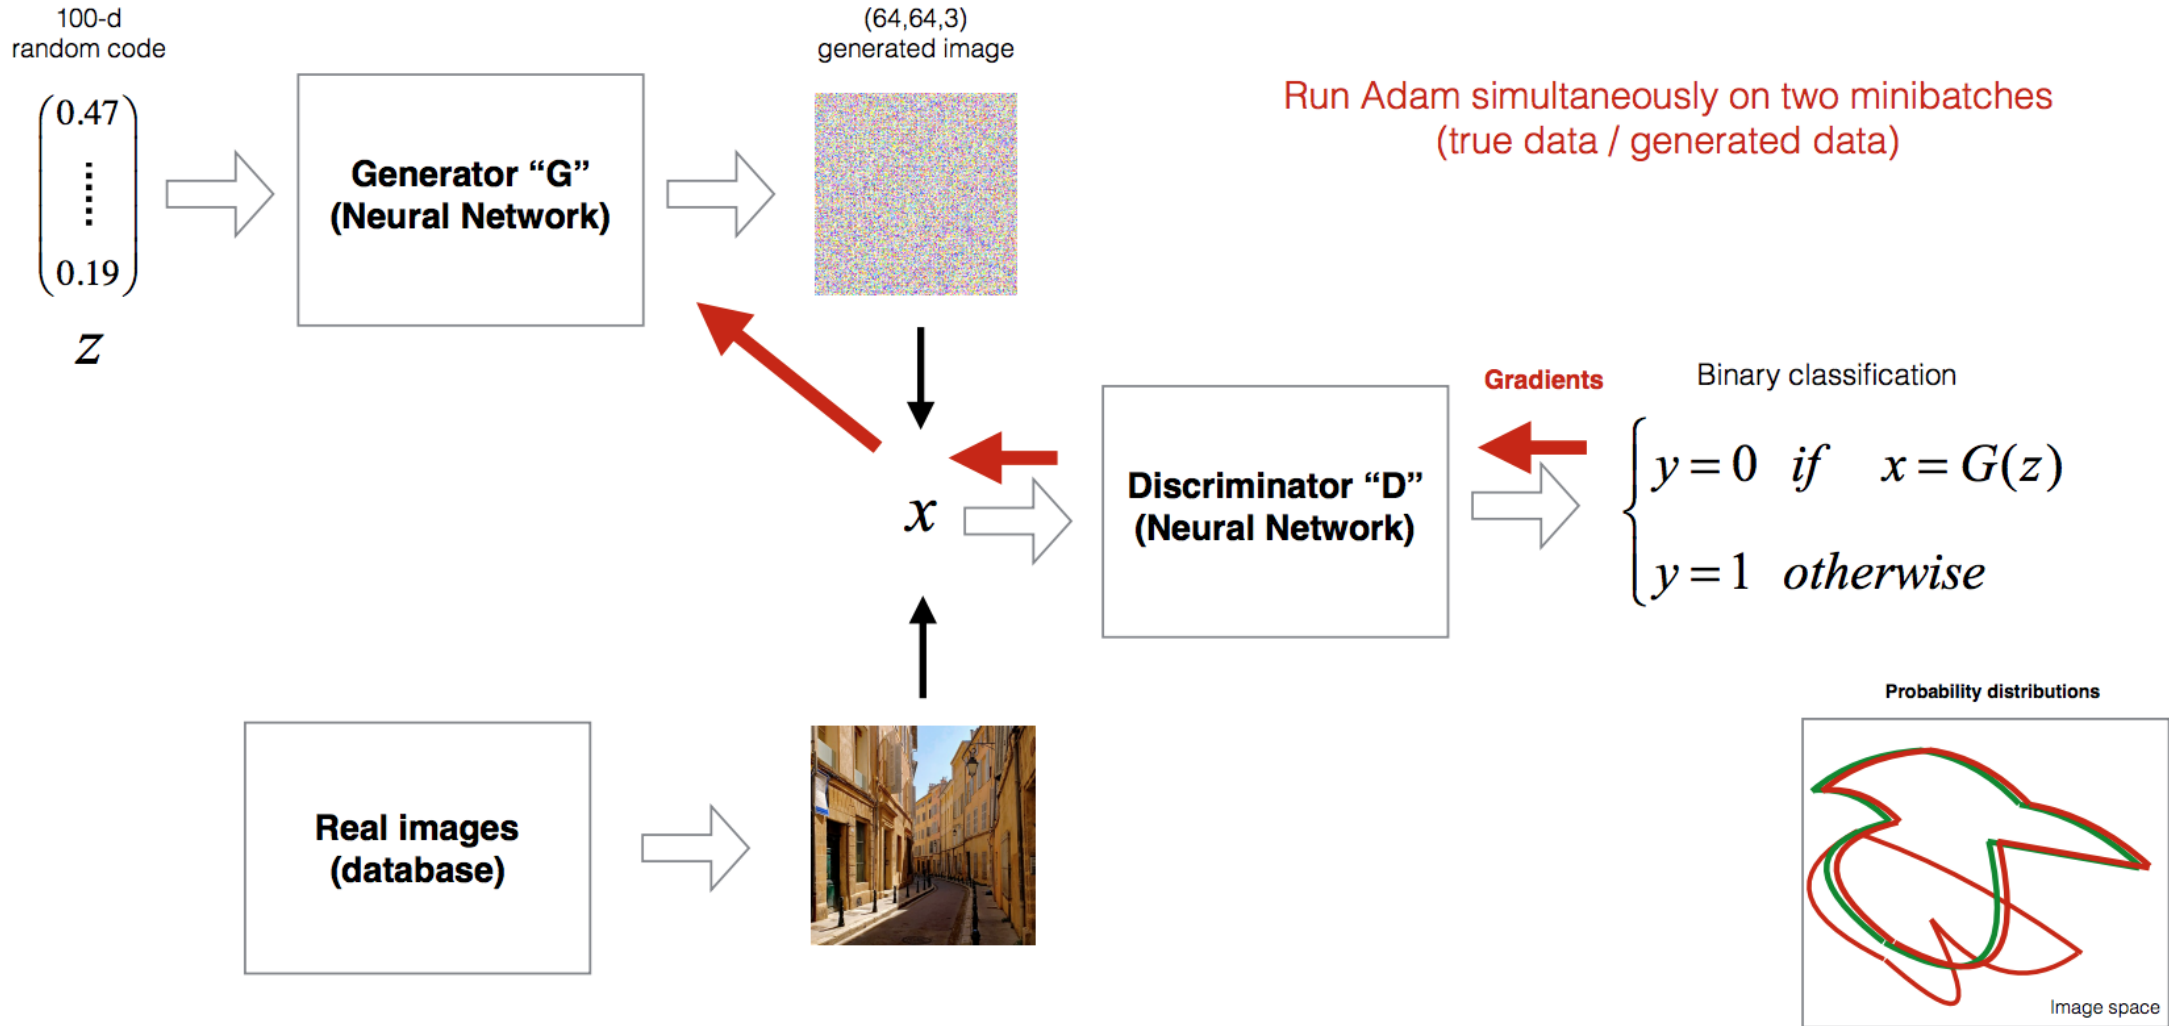 100-d
random code
0.47
0.19
z
Generator “G”
(Neural Network)
(64,64,3)
generated image
Run Adam simultaneously on two minibatches
(true data / generated data)
x
Discriminator “D”
(Neural Network)
Gradients
Binary classification
y = 0 if x = G(z)
y = 1 otherwise
Real images
(database)
Probability distributions
Image space